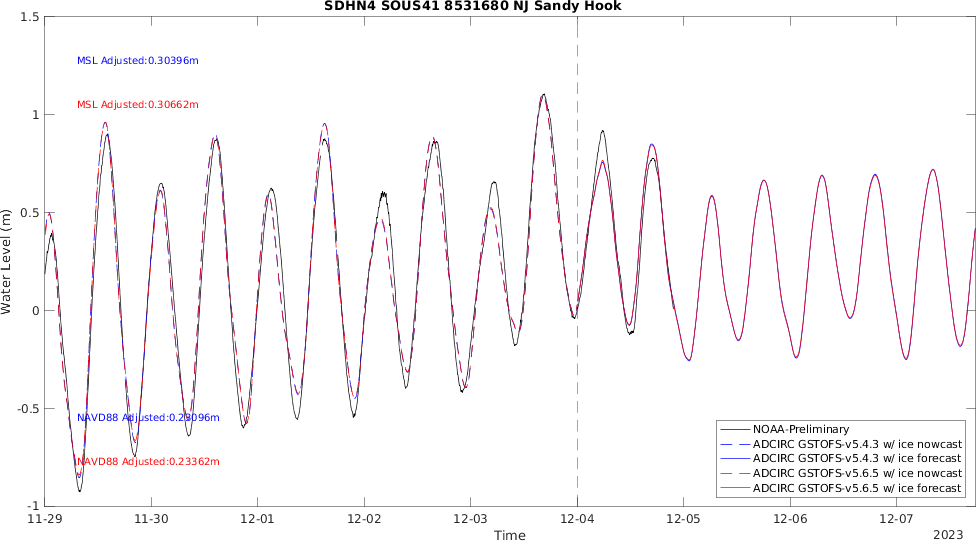 SDHN4 SOUS41 8531680 NJ Sandy Hook
1.5
MSL Adjusted:0.30396m
MSL Adjusted:0.30662m
1
0.5
Water Level (m)
0
-0.5
NAVD88 Adjusted:0.23096m
NAVD88 Adjusted:0.23362m
NOAA-Preliminary
ADCIRC GSTOFS-v5.4.3 w/ ice nowcast
ADCIRC GSTOFS-v5.4.3 w/ ice forecast
ADCIRC GSTOFS-v5.6.5 w/ ice nowcast
ADCIRC GSTOFS-v5.6.5 w/ ice forecast
-1
11-29 11-30 12-01 12-02 12-03 12-04 12-05 12-06 12-07
Time
2023